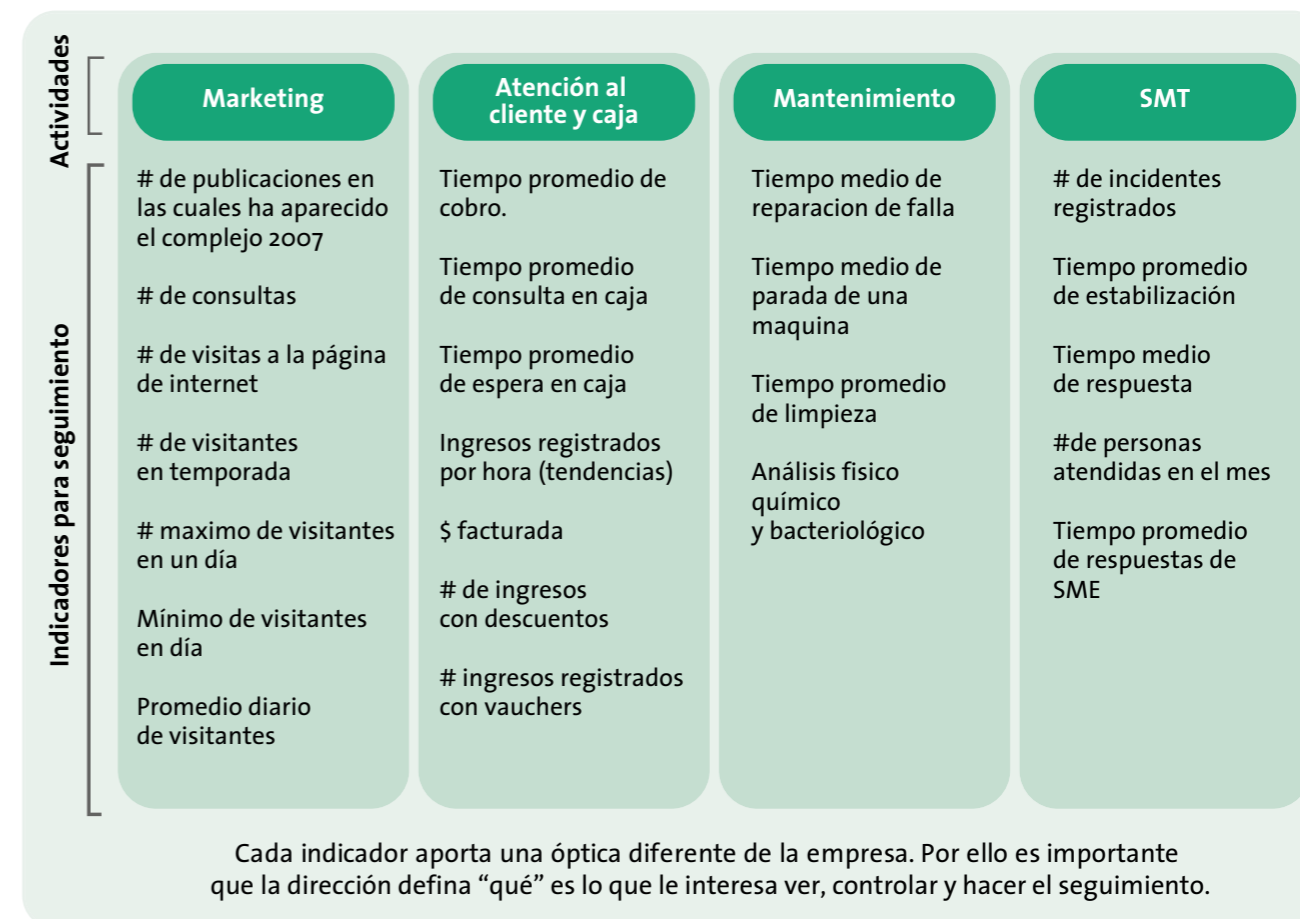 Actividades
Marketing
Atención al
cliente y caja
Mantenimiento
SMT
Indicadores para seguimiento
# de publicaciones en
las cuales ha aparecido
el complejo 2007
# de consultas
# de visitas a la página
de internet
# de visitantes
en temporada
# maximo de visitantes
en un día
Mínimo de visitantes
en día
Promedio diario
de visitantes
Tiempo promedio de
cobro.
Tiempo promedio
de consulta en caja
Tiempo promedio
de espera en caja
Ingresos registrados
por hora (tendencias)
$ facturada
# de ingresos
con descuentos
# ingresos registrados
con vauchers
Tiempo medio de
reparacion de falla
Tiempo medio de
parada de una
maquina
Tiempo promedio
de limpieza
Análisis fisico
químico
y bacteriológico
# de incidentes
registrados
Tiempo promedio
de estabilización
Tiempo medio
de respuesta
#de personas
atendidas en el mes
Tiempo promedio
de respuestas de
SME
Cada indicador aporta una óptica diferente de la empresa. Por ello es importante
que la dirección defina “qué” es lo que le interesa ver, controlar y hacer el seguimiento.